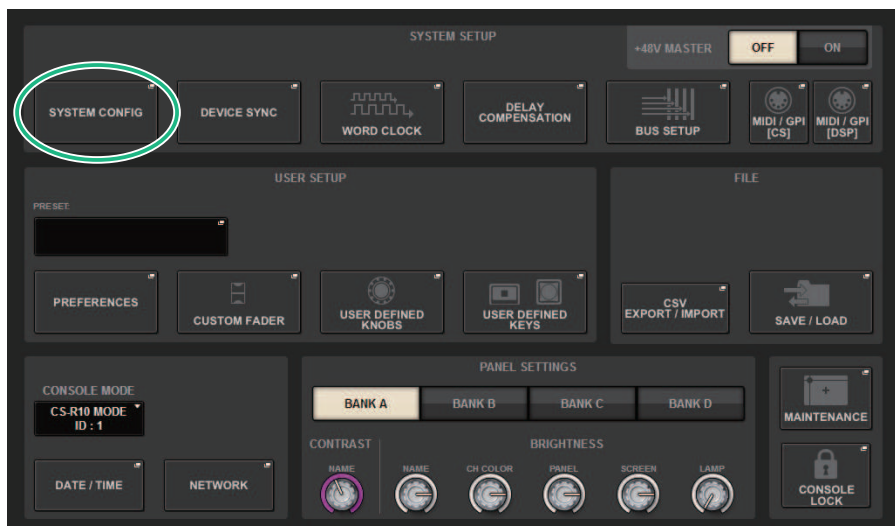 SYSTEM SETUP
+48V MASTER
OFF
ON
SYSTEM CONFIG
DEVICE SYNC
WORD CLOCK
DELAY
COMPENSATION
BUS SETUP
MIDI / GPI
[CS]
MIDI / GPI
[DSP]
USER SETUP
PRESET
PREFERENCES
CUSTOM FADER
USER DEFINED
KNOBS
USER DEFINED
KEYS
FILE
CSV
EXPORT / IMPORT
SAVE / LOAD
CONSOLE MODE
CS-R10 MODE
ID : 1
DATE / TIME
NETWORK
PANEL SETTINGS
BANK A
BANK B
BANK C
BANK D
CONTRAST
BRIGHTNESS
NAME
NAME
CH COLOR
PANEL
SCREEN
LAMP
MAINTENANCE
CONSOLE
LOCK